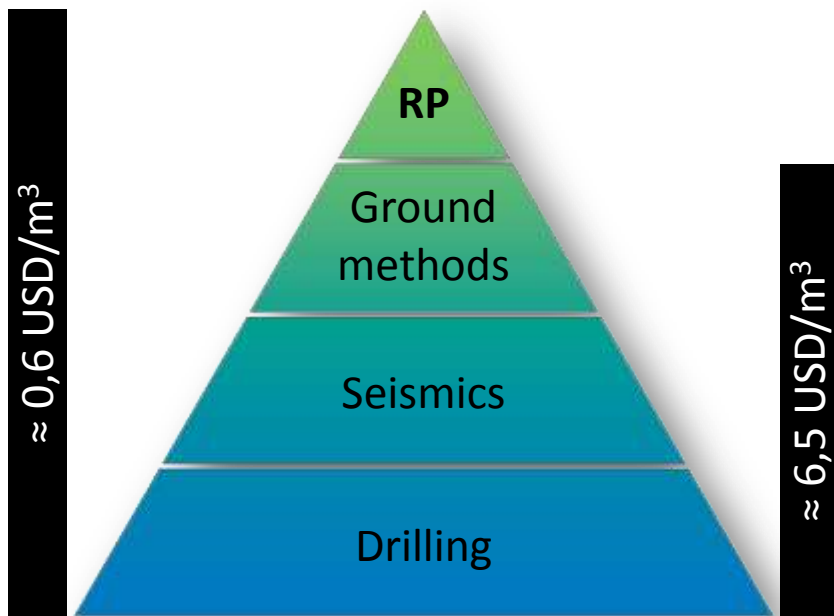 ≈ 0,6 USD/m³
RP
Ground
methods
Seismics
Drilling
≈ 6,5 USD/m³